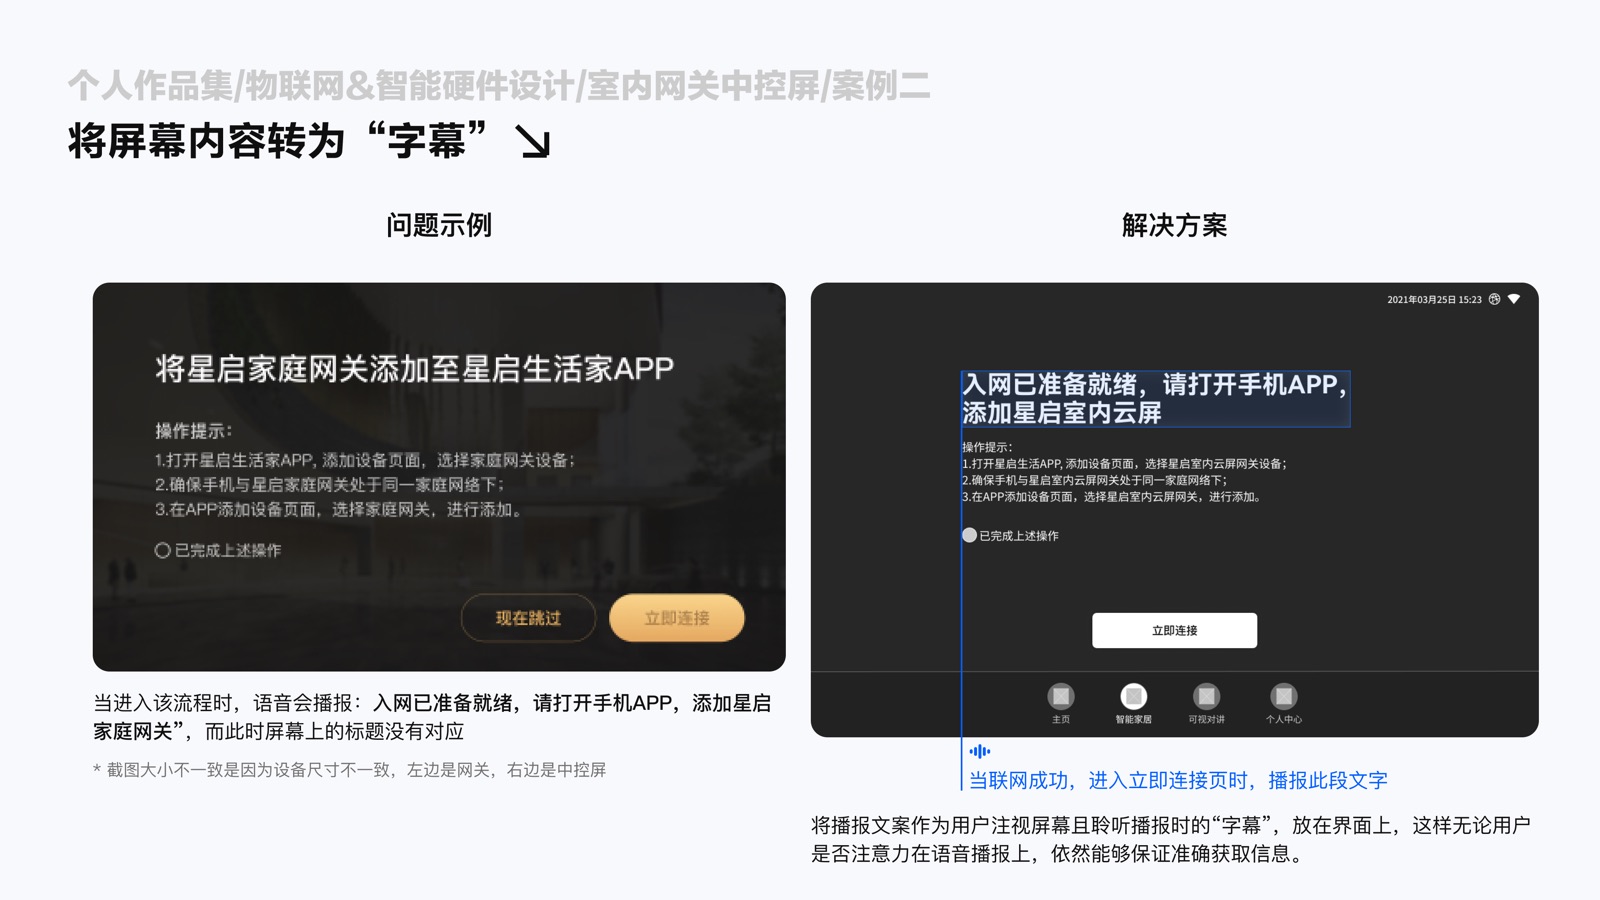 个人作品集/物联网&智能硬件设计/室内网关中控屏/案例二
将屏幕内容转为“字幕”
问题示例
将星启家庭网关添加至星启生活家APP
操作提示：
1.打开星启生活家APP, 添加设备页面，选择家庭网关设备；
2.确保手机与星启家庭网关处于同一家庭网络下；
3.在APP添加设备页面，选择家庭网关，进行添加。
已完成上述操作
现在跳过
立即连接
当进入该流程时，语音会播报：入网已准备就绪，请打开手机APP，添加星启
家庭网关”，而此时屏幕上的标题没有对应
* 截图大小不一致是因为设备尺寸不一致，左边是网关，右边是中控屏
解决方案
2021年03月25日 15:23
入网已准备就绪，请打开手机APP，
添加星启室内云屏
操作提示：
1.打开星启生活APP, 添加设备页面，选择星启室内云屏网关设备；
2.确保手机与星启室内云屏网关处于同一家庭网络下；
3.在APP添加设备页面，选择星启室内云屏网关，进行添加。
已完成上述操作
立即连接
主页
智能家居
可视对讲
个人中心
当联网成功，进入立即连接页时，播报此段文字
将播报文案作为用户注视屏幕且聆听播报时的“字幕”，放在界面上，这样无论用户
是否注意力在语音播报上，依然能够保证准确获取信息。